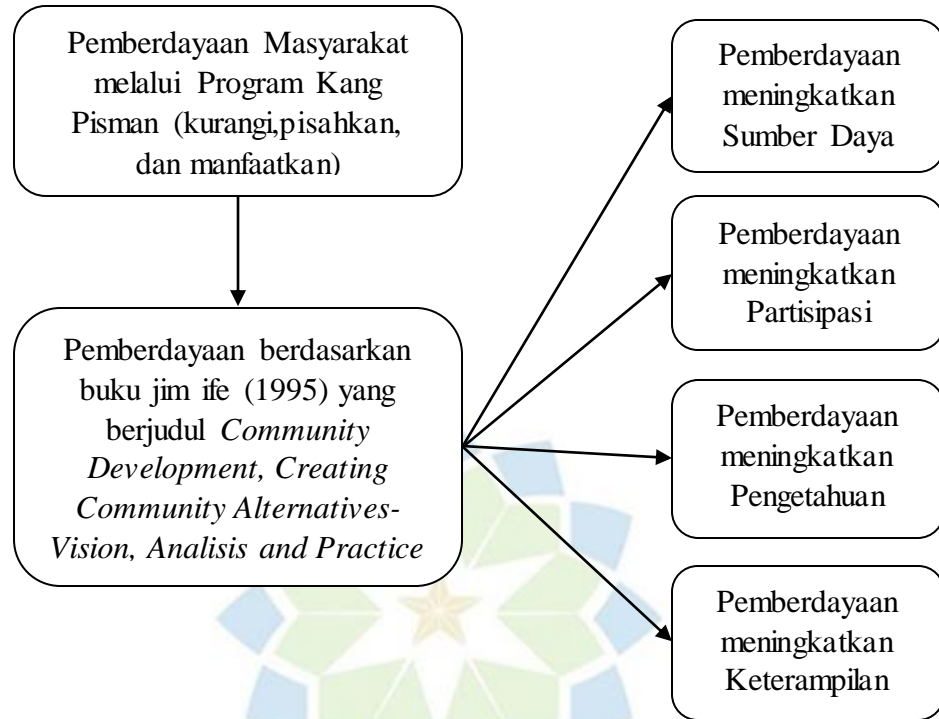 Pemberdayaan Masyarakat
melalui Program Kang
Pisman (kurangi,pisahkan,
dan manfaatkan)
Pemberdayaan berdasarkan
buku jim ife (1995) yang
berjudul Community
Development, Creating
Community Alternatives-
Vision, Analisis and Practice
Pemberdayaan
meningkatkan
Sumber Daya
Pemberdayaan
meningkatkan
Partisipasi
Pemberdayaan
meningkatkan
Pengetahuan
Pemberdayaan
meningkatkan
Keterampilan